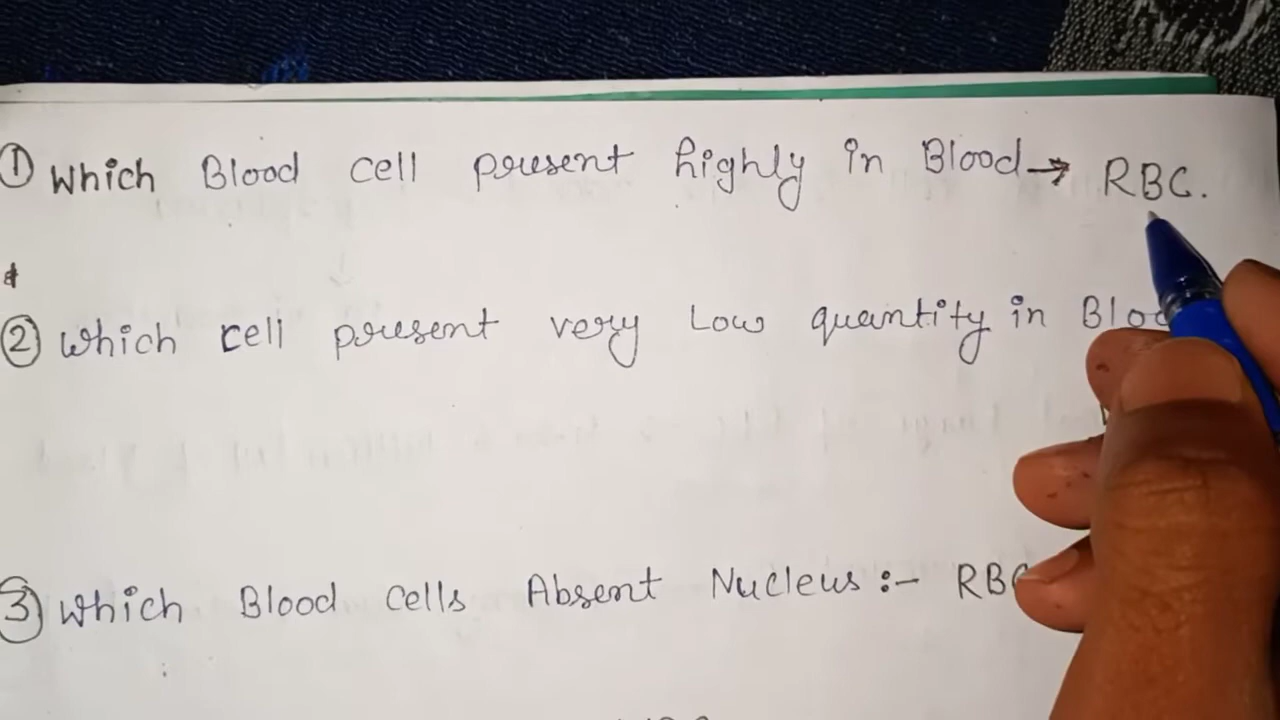 ① Which Blood cell present highly in Blood → RBC.
② Which cell present very Low quantity in
③ Which Blood cells Absent Nucleus :-